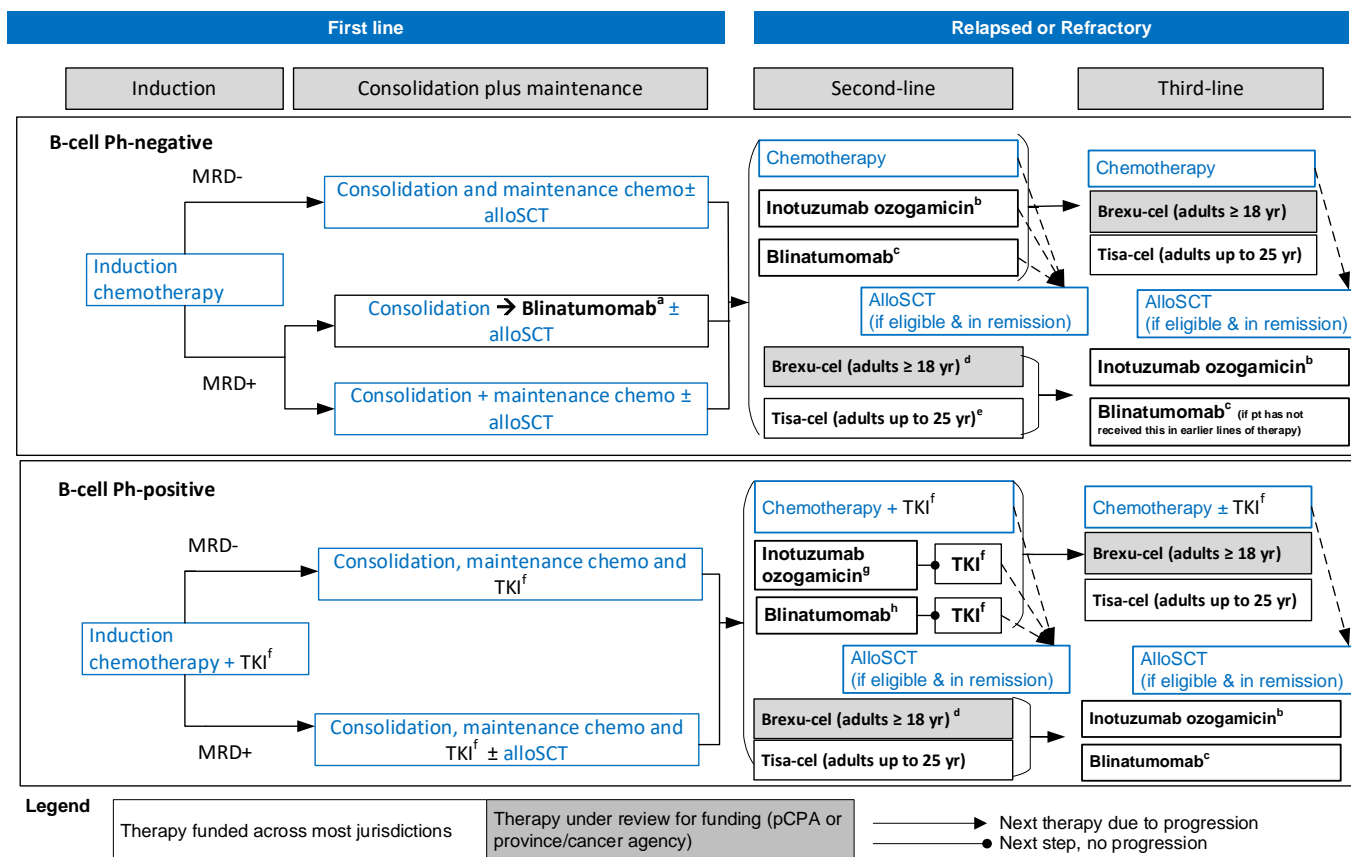 First line
Relapsed or Refractory
Induction
Consolidation plus maintenance
Second-line
Third-line
B-cell Ph-negative
MRD-
MRD+
Induction
chemotherapy
Consolidation and maintenance chemo±
alloSCT
Consolidation → Blinatumomabᵃ ±
alloSCT
Consolidation + maintenance chemo ±
alloSCT
Chemotherapy
Inotuzumab ozogamicinᵇ
Blinatumomabᶜ
AlloSCT
(if eligible & in remission)
Brexu-cel (adults ≥ 18 yr) ᵈ
Tisa-cel (adults up to 25 yr)ᵉ
Chemotherapy
Brexu-cel (adults ≥ 18 yr)
Tisa-cel (adults up to 25 yr)
AlloSCT
(if eligible & in remission)
Inotuzumab ozogamicinᵇ
Blinatumomabᶜ (if pt has not
received this in earlier lines of therapy)
B-cell Ph-positive
MRD-
MRD+
Induction
chemotherapy + TKIᶠ
Consolidation, maintenance chemo and
TKIᶠ
Consolidation, maintenance chemo and
TKIᶠ ± alloSCT
Chemotherapy + TKIᶠ
Inotuzumab
ozogamicinᵍ
TKIᶠ
Blinatumomabʰ
TKIᶠ
AlloSCT
(if eligible & in remission)
Brexu-cel (adults ≥ 18 yr) ᵈ
Tisa-cel (adults up to 25 yr)
Chemotherapy ± TKIᶠ
Brexu-cel (adults ≥ 18 yr)
Tisa-cel (adults up to 25 yr)
AlloSCT
(if eligible & in remission)
Inotuzumab ozogamicinᵇ
Blinatumomabᶜ
Legend
Therapy funded across most jurisdictions
Therapy under review for funding (pCPA or
province/cancer agency)
Next therapy due to progression
Next step, no progression